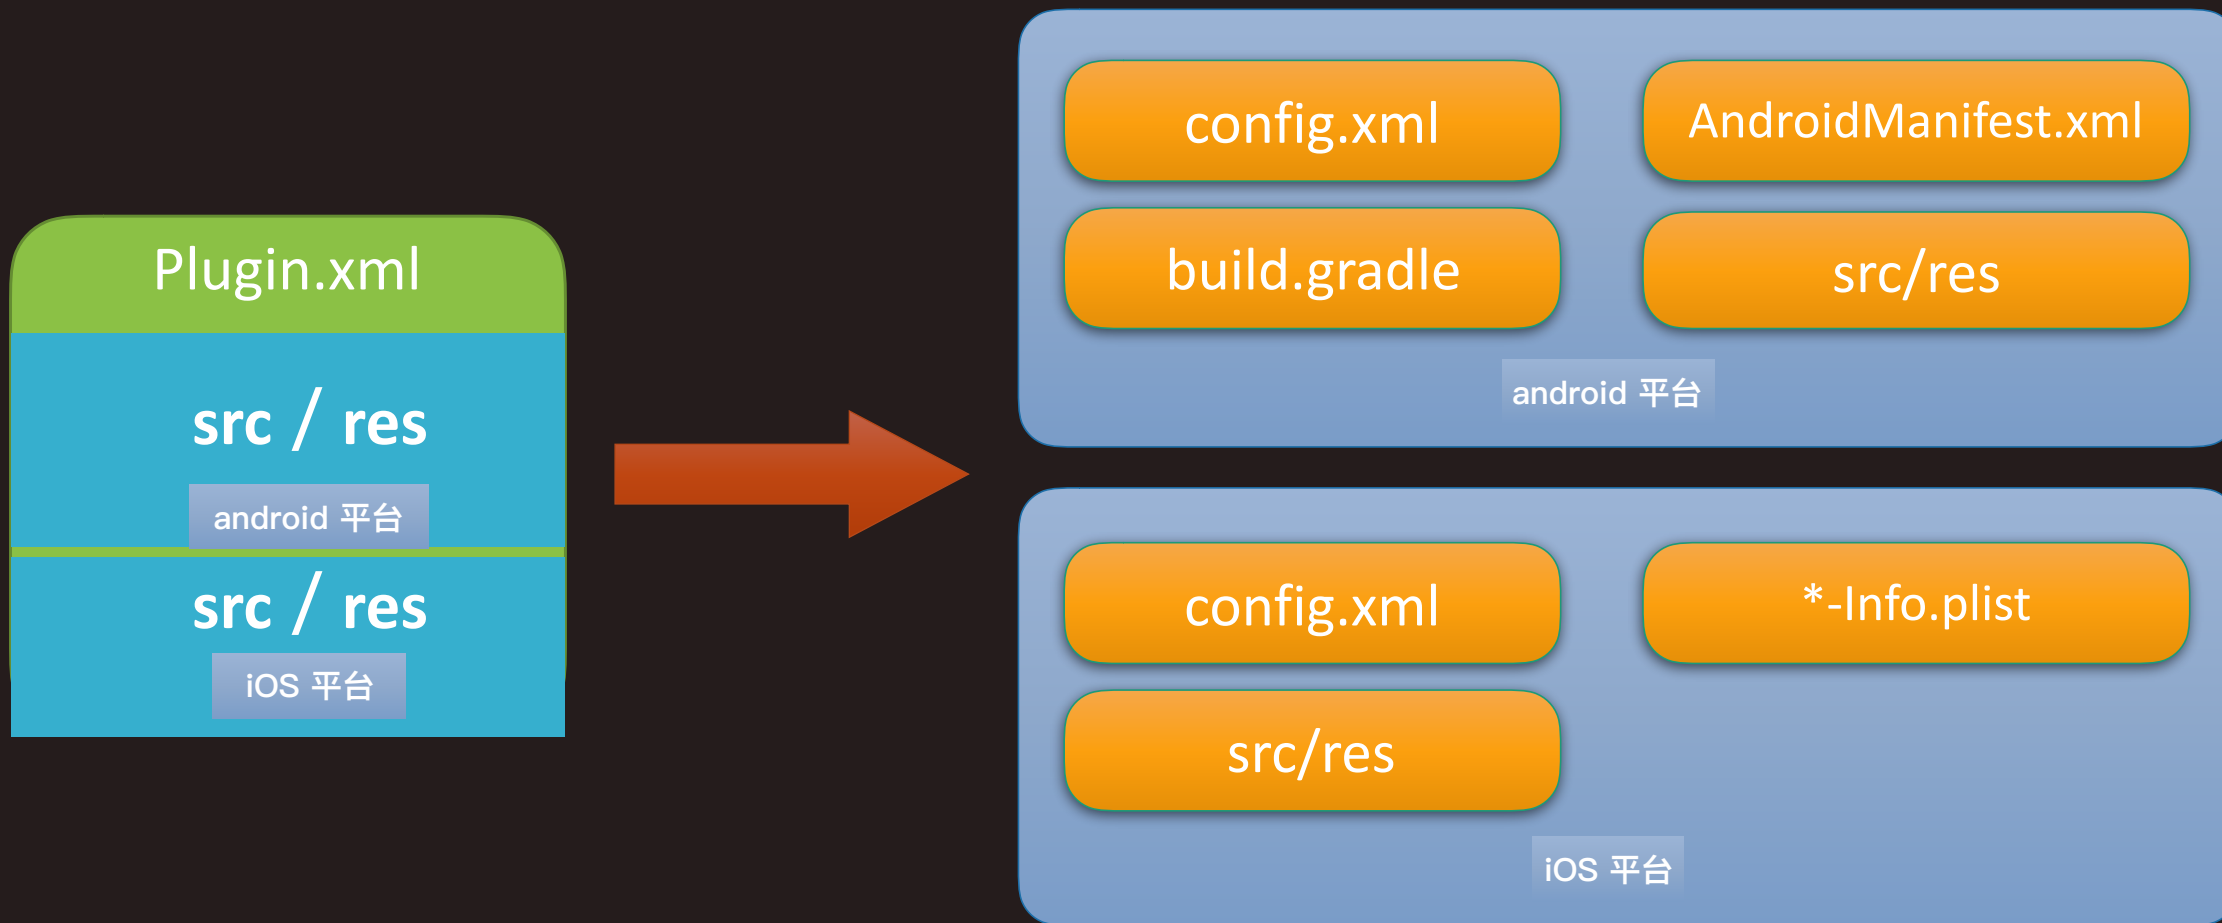 Plugin.xml
src / res
android 平台
src / res
iOS 平台
config.xml
AndroidManifest.xml
build.gradle
src/res
android 平台
config.xml
*-Info.plist
src/res
iOS 平台